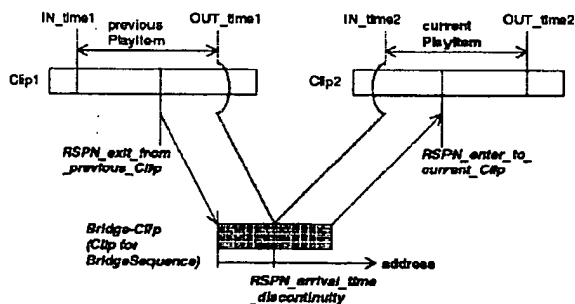 IN_time1
previous
PlayItem
OUT_time1
IN_time2
current
PlayItem
OUT_time2
Clip1
Clip2
RSPN_exit_from
_previous_Clip
RSPN_enter_to_
current_Clip
Bridge-Clip
(Clip for
BridgeSequence)
address
RSPN_arrival_time
_discontinuity